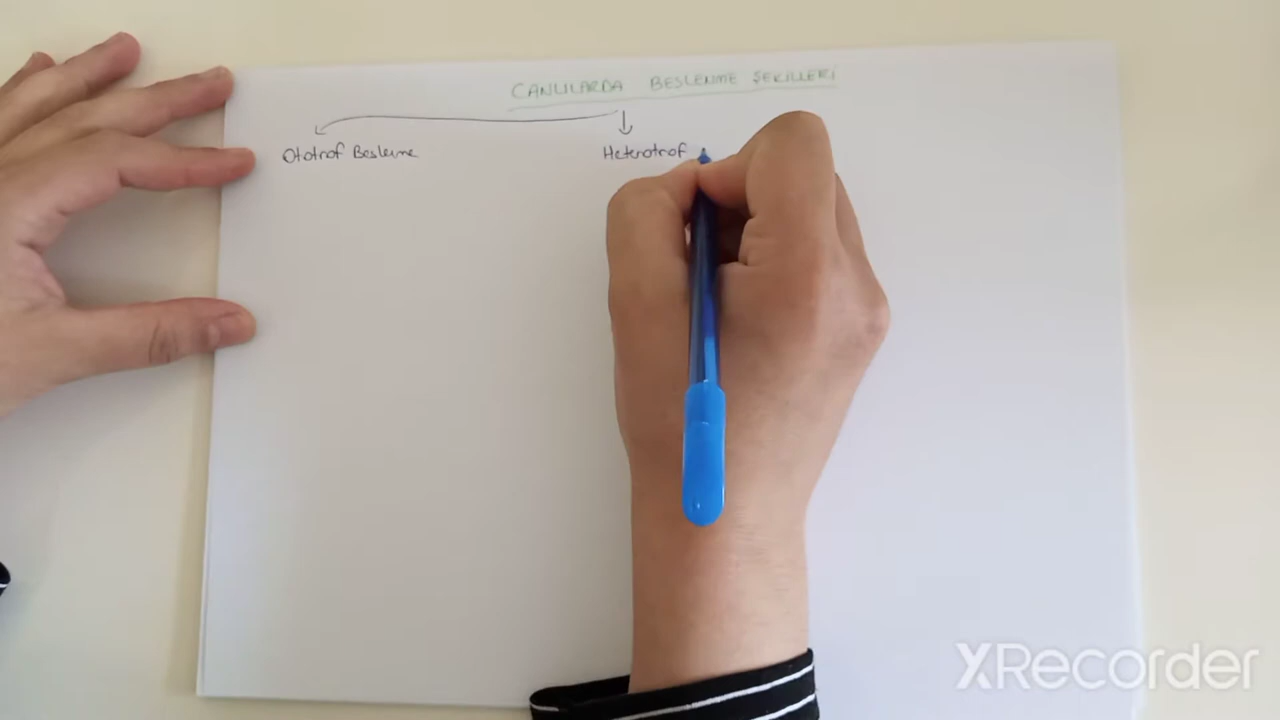 CANLILARDA BESLENME ŞEKİLLERİ
Ototrof Beslenme
Heterotrof
XRecorder